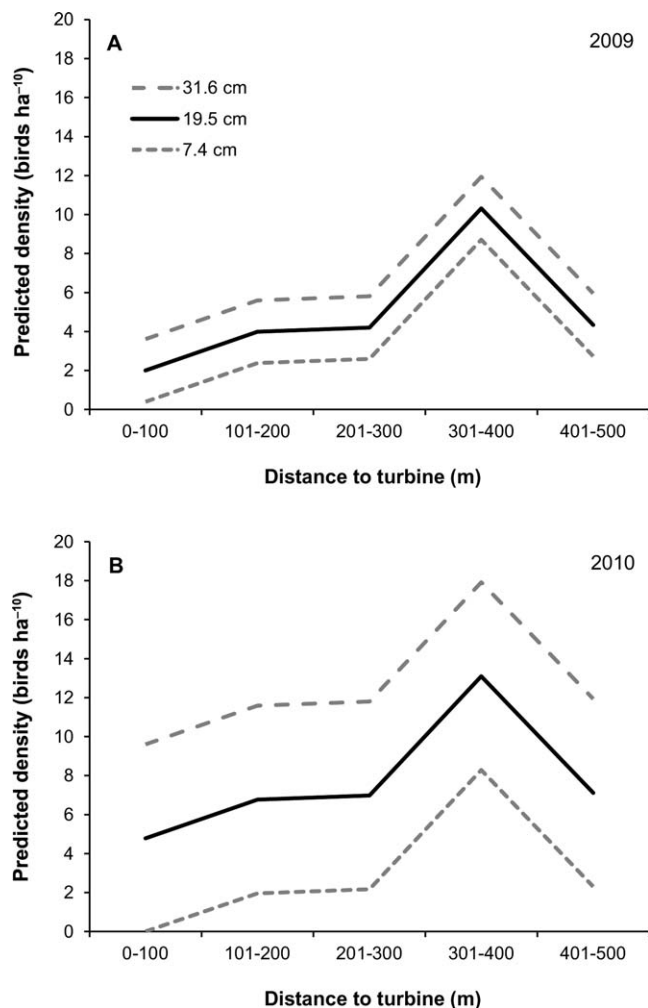 20
18
16
14
12
10
8
6
4
2
0
Predicted density (birds ha⁻¹⁰)
A
2009
31.6 cm
19.5 cm
7.4 cm
0-100 101-200 201-300 301-400 401-500
Distance to turbine (m)
20
18
16
14
12
10
8
6
4
2
0
Predicted density (birds ha⁻¹⁰)
B
2010
0-100 101-200 201-300 301-400 401-500
Distance to turbine (m)